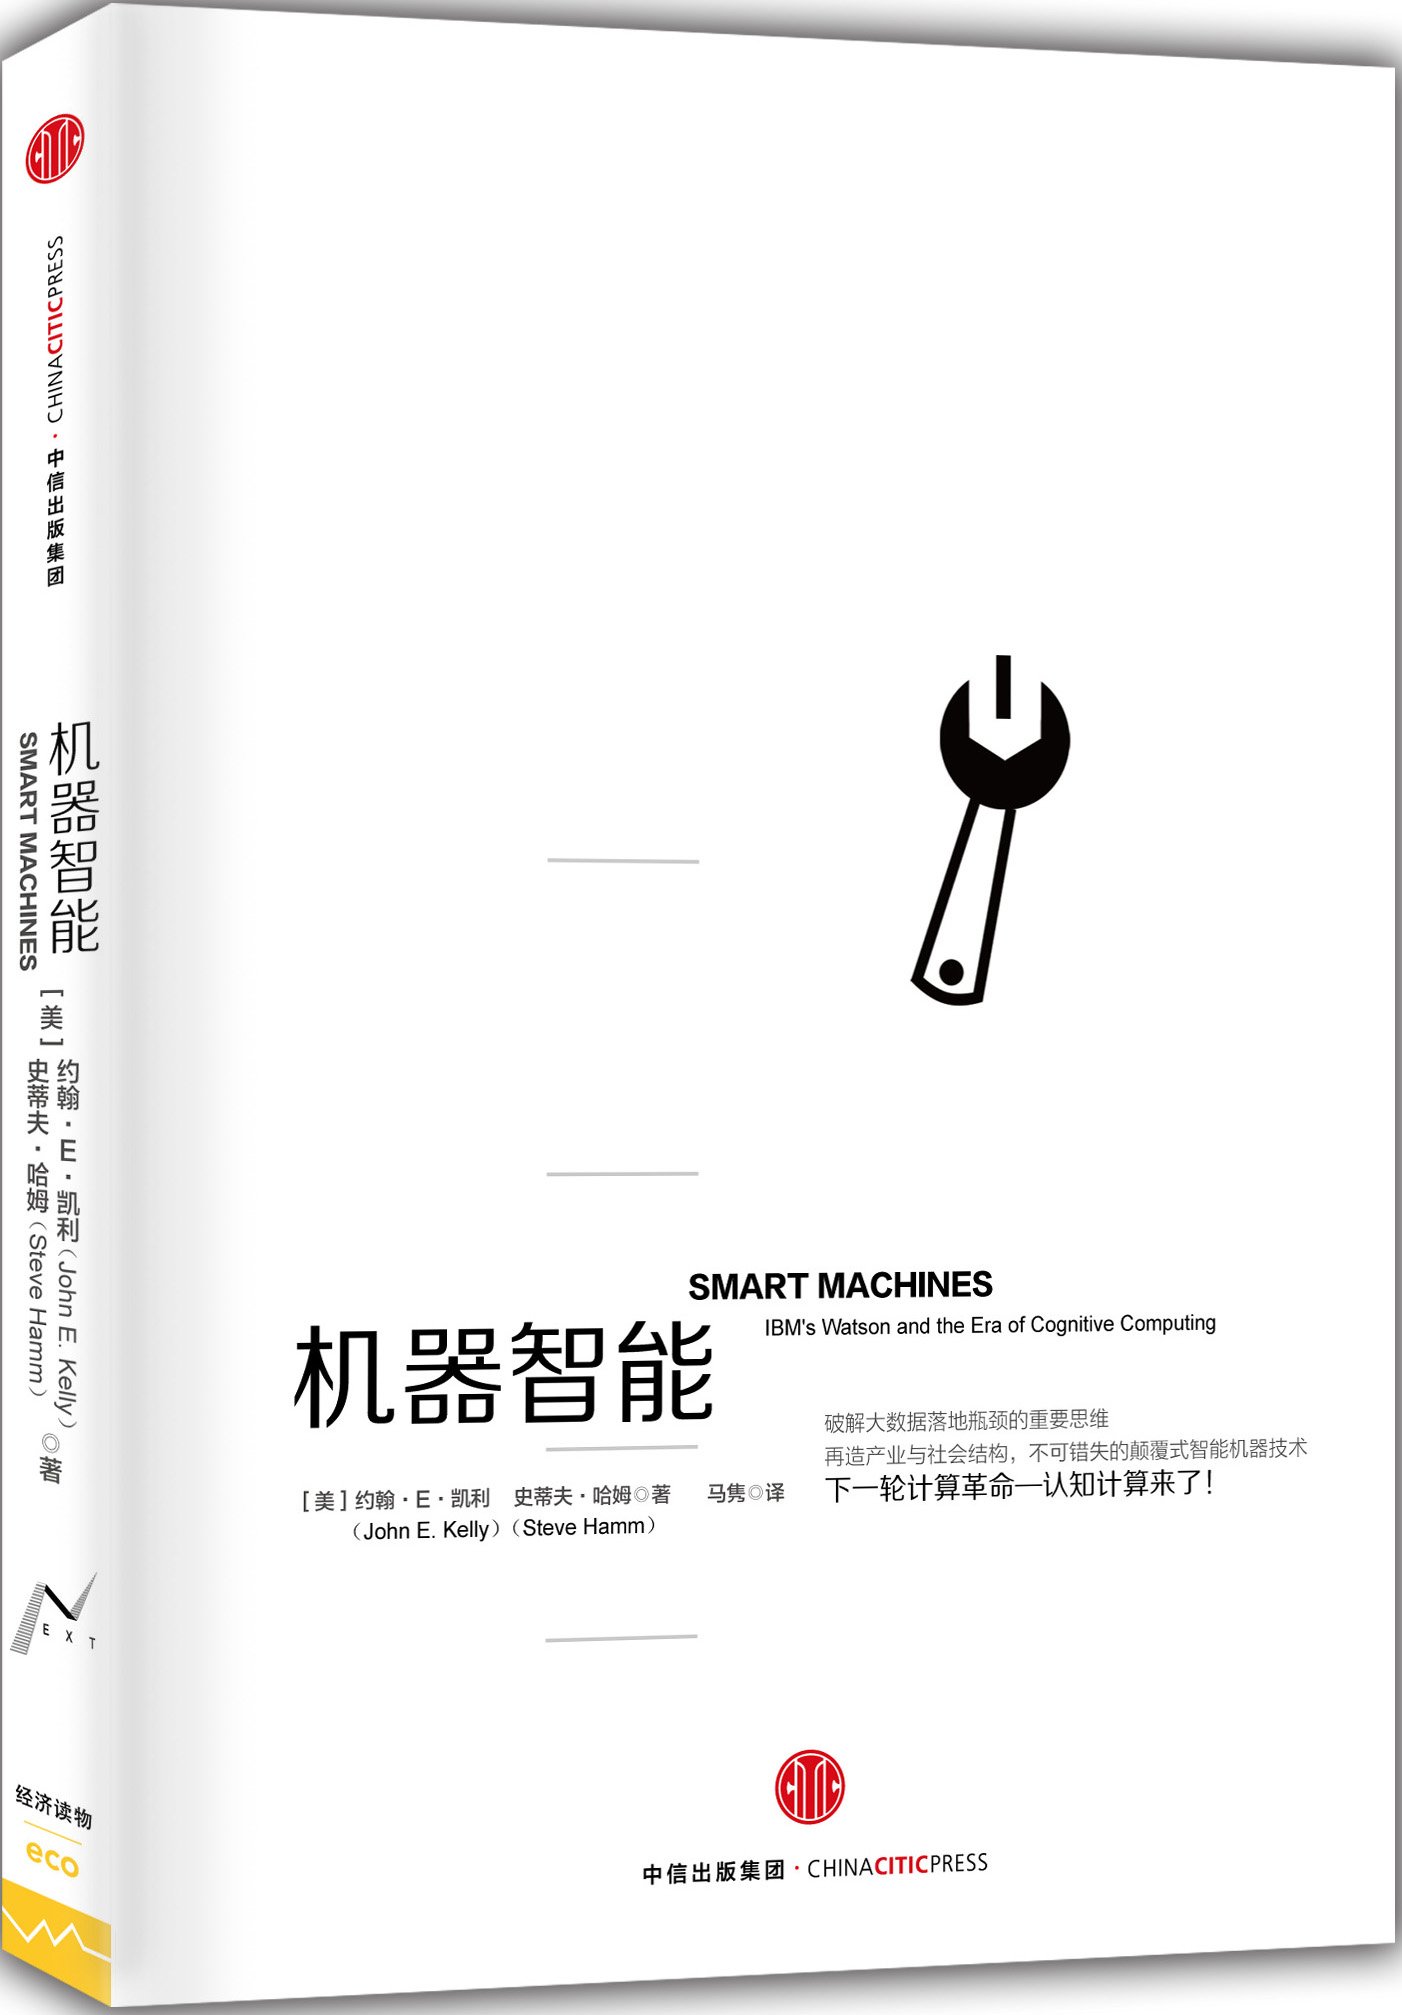 CITIC
中信出版集团·CHINACITICPRESS
机器智能
SMART MACHINES
[美]
约翰·E·凯利(John E. Kelly)
史蒂夫·哈姆(Steve Hamm)
◎著
NEXT
经济读物
eco
SMART MACHINES
IBM's Watson and the Era of Cognitive Computing
机器智能
破解大数据落地瓶颈的重要思维
再造产业与社会结构，不可错失的颠覆式智能机器技术
下一轮计算革命—认知计算来了！
[美]约翰·E·凯利 史蒂夫·哈姆◎著 马隽◎译
（John E. Kelly）（Steve Hamm）
CITIC
中信出版集团·CHINACITICPRESS